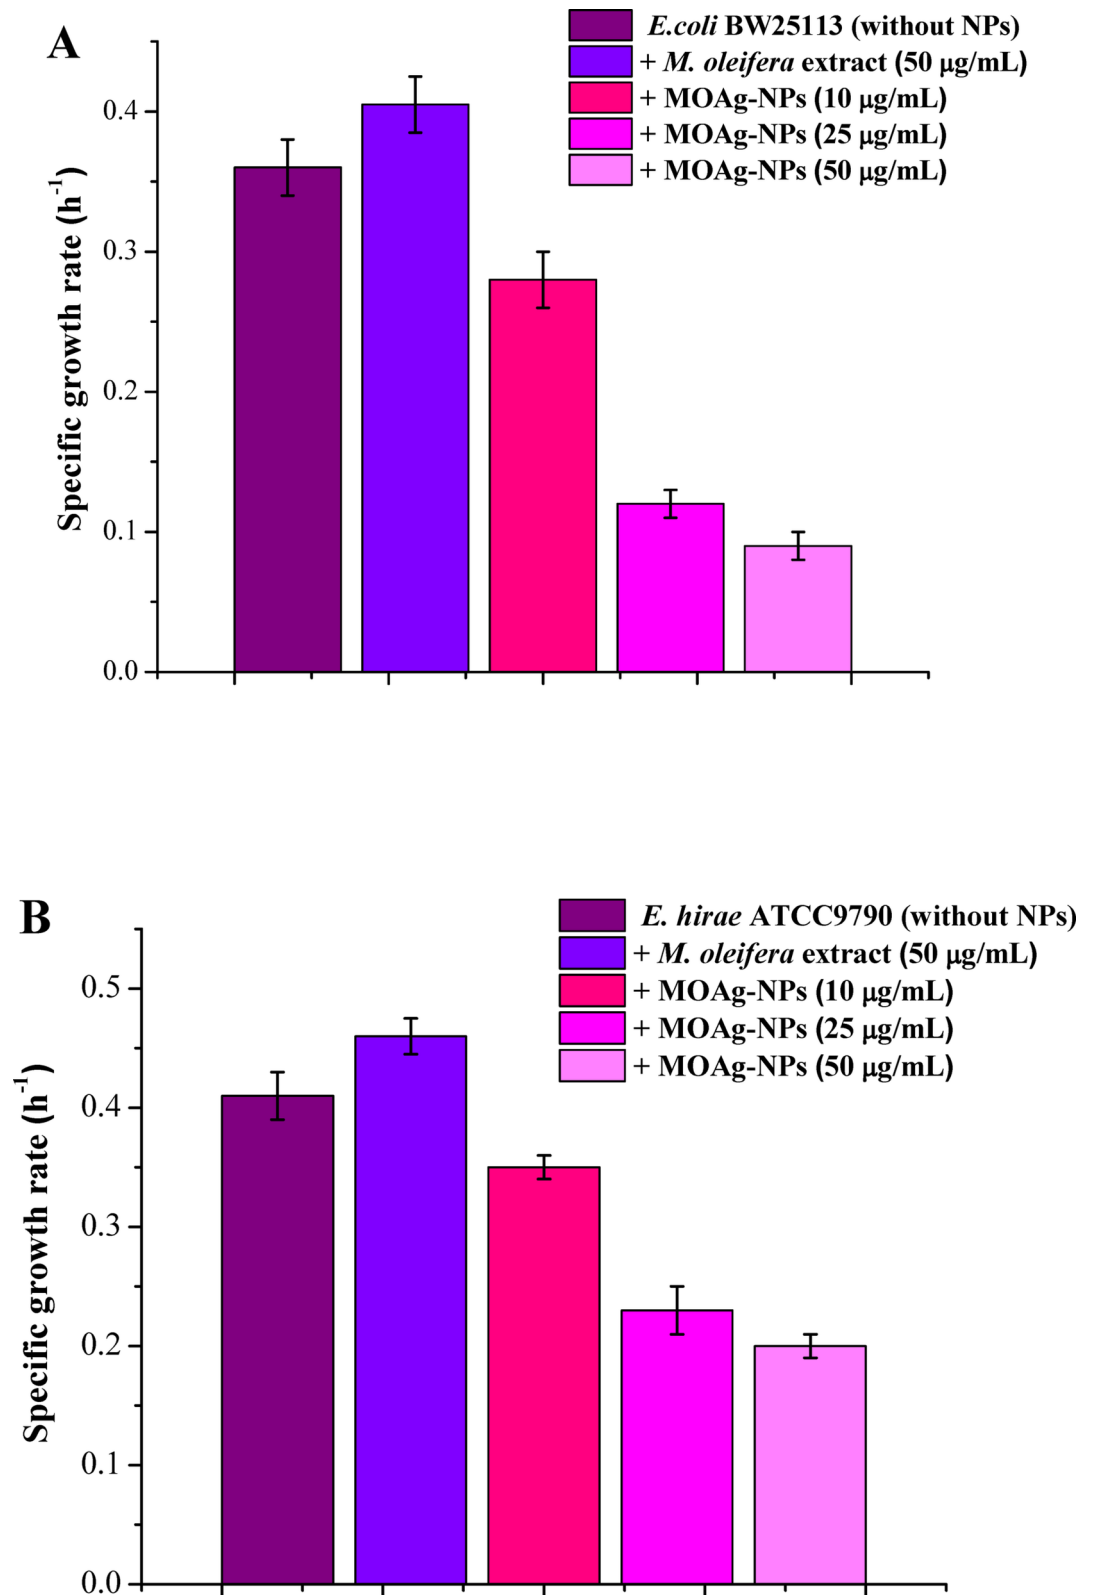 A
E.coli BW25113 (without NPs)
+ M. oleifera extract (50 μg/mL)
+ MOAg-NPs (10 μg/mL)
+ MOAg-NPs (25 μg/mL)
+ MOAg-NPs (50 μg/mL)
Specific growth rate (h⁻¹)
0.4
0.3
0.2
0.1
0.0
B
E. hirae ATCC9790 (without NPs)
+ M. oleifera extract (50 μg/mL)
+ MOAg-NPs (10 μg/mL)
+ MOAg-NPs (25 μg/mL)
+ MOAg-NPs (50 μg/mL)
Specific growth rate (h⁻¹)
0.5
0.4
0.3
0.2
0.1
0.0